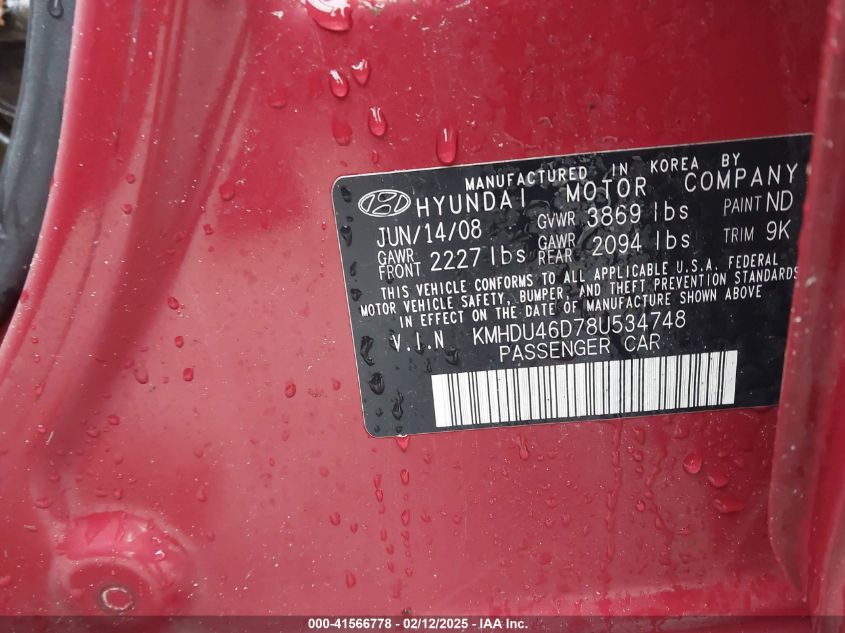 MANUFACTURED IN KOREA BY
HYUNDAI MOTOR COMPANY
JUN/14/08 GVWR 3869 lbs PAINT ND
GAWR FRONT 2227 lbs GAWR REAR 2094 lbs TRIM 9K
THIS VEHICLE CONFORMS TO ALL APPLICABLE U.S.A. FEDERAL
MOTOR VEHICLE SAFETY, BUMPER, AND THEFT PREVENTION STANDARDS
IN EFFECT ON THE DATE OF MANUFACTURE SHOWN ABOVE
V.I.N KMHDU46D78U534748
PASSENGER CAR
000-41566778 - 02/12/2025 - IAAI.com